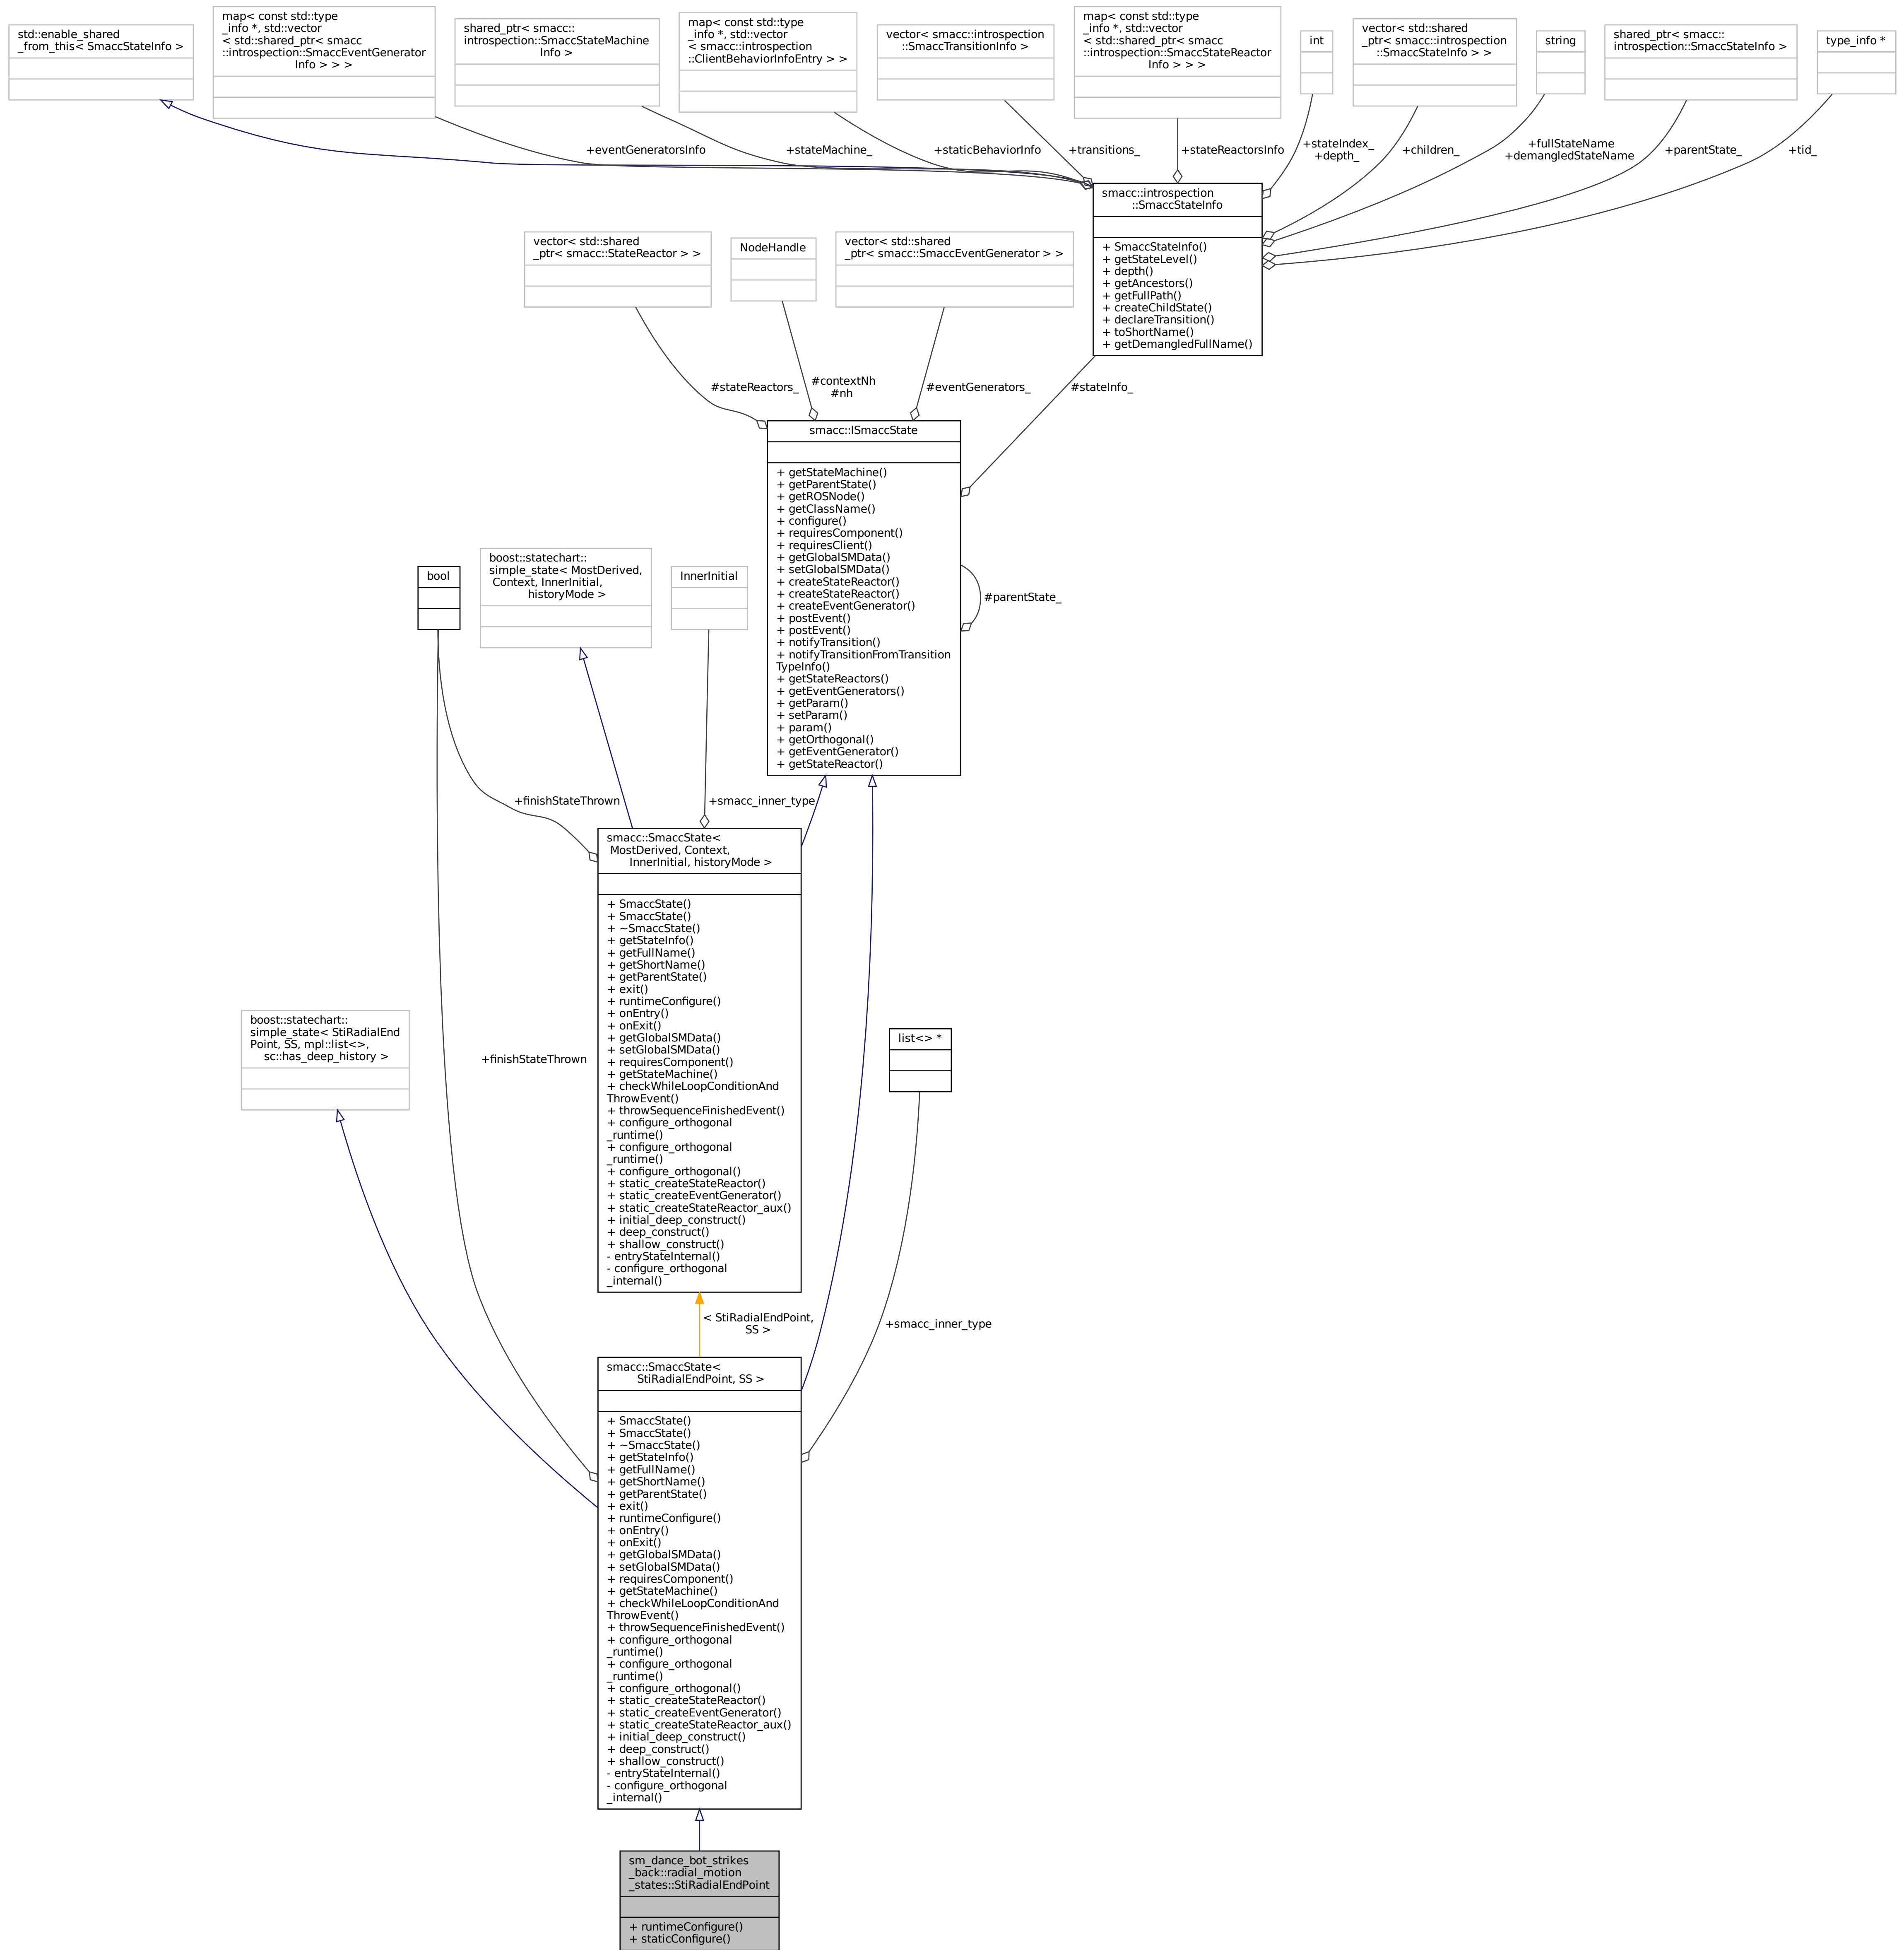 std::enable_shared
_from_this< SmaccStateInfo >
map< const std::type
_info *, std::vector
< std::shared_ptr< smacc
::introspection::SmaccEventGenerator
Info > > >
shared_ptr< smacc::
introspection::SmaccStateMachine
Info >
map< const std::type
_info *, std::vector
< smacc::introspection
::ClientBehaviorInfoEntry > >
vector< smacc::introspection
::SmaccTransitionInfo >
map< const std::type
_info *, std::vector
< std::shared_ptr< smacc
::introspection::SmaccStateReactor
Info > > >
int
vector< std::shared
_ptr< smacc::introspection
::SmaccStateInfo > >
string
shared_ptr< smacc::
introspection::SmaccStateInfo >
type_info *
+eventGeneratorsInfo
+stateMachine_
+staticBehaviorInfo
+transitions_
+stateReactorsInfo
+stateIndex_
+depth_
+children_
+fullStateName
+demangledStateName
+parentState_
+tid_
smacc::introspection
::SmaccStateInfo
+ SmaccStateInfo()
+ getStateLevel()
+ depth()
+ getAncestors()
+ getFullPath()
+ createChildState()
+ declareTransition()
+ toShortName()
+ getDemangledFullName()
vector< std::shared
_ptr< smacc::StateReactor > >
NodeHandle
vector< std::shared
_ptr< smacc::SmaccEventGenerator > >
#stateReactors_
#contextNh
#nh
#eventGenerators_
#stateInfo_
smacc::ISmaccState
+ getStateMachine()
+ getParentState()
+ getROSNode()
+ getClassName()
+ configure()
+ requiresComponent()
+ requiresClient()
+ getGlobalSMData()
+ setGlobalSMData()
+ createStateReactor()
+ createStateReactor()
+ createEventGenerator()
+ postEvent()
+ postEvent()
+ notifyTransition()
+ notifyTransitionFromTransition
TypeInfo()
+ getStateReactors()
+ getEventGenerators()
+ getParam()
+ setParam()
+ param()
+ getOrthogonal()
+ getEventGenerator()
+ getStateReactor()
#parentState_
bool
boost::statechart::
simple_state< MostDerived,
Context, InnerInitial,
historyMode >
InnerInitial
+finishStateThrown
+smacc_inner_type
smacc::SmaccState<
MostDerived, Context,
InnerInitial, historyMode >
+ SmaccState()
+ SmaccState()
+ ~SmaccState()
+ getStateInfo()
+ getFullName()
+ getShortName()
+ getParentState()
+ exit()
+ runtimeConfigure()
+ onEntry()
+ onExit()
+ getGlobalSMData()
+ setGlobalSMData()
+ requiresComponent()
+ getStateMachine()
+ checkWhileLoopConditionAnd
ThrowEvent()
+ throwSequenceFinishedEvent()
+ configure_orthogonal
_runtime()
+ configure_orthogonal
_runtime()
+ configure_orthogonal()
+ static_createStateReactor()
+ static_createEventGenerator()
+ static_createStateReactor_aux()
+ initial_deep_construct()
+ deep_construct()
+ shallow_construct()
- entryStateInternal()
- configure_orthogonal
_internal()
boost::statechart::
simple_state< StiRadialEnd
Point, SS, mpl::list<>,
sc::has_deep_history >
+finishStateThrown
list<> *
< StiRadialEndPoint,
SS >
+smacc_inner_type
smacc::SmaccState<
StiRadialEndPoint, SS >
+ SmaccState()
+ SmaccState()
+ ~SmaccState()
+ getStateInfo()
+ getFullName()
+ getShortName()
+ getParentState()
+ exit()
+ runtimeConfigure()
+ onEntry()
+ onExit()
+ getGlobalSMData()
+ setGlobalSMData()
+ requiresComponent()
+ getStateMachine()
+ checkWhileLoopConditionAnd
ThrowEvent()
+ throwSequenceFinishedEvent()
+ configure_orthogonal
_runtime()
+ configure_orthogonal
_runtime()
+ configure_orthogonal()
+ static_createStateReactor()
+ static_createEventGenerator()
+ static_createStateReactor_aux()
+ initial_deep_construct()
+ deep_construct()
+ shallow_construct()
- entryStateInternal()
- configure_orthogonal
_internal()
sm_dance_bot_strikes
_back::radial_motion
_states::StiRadialEndPoint
+ runtimeConfigure()
+ staticConfigure()